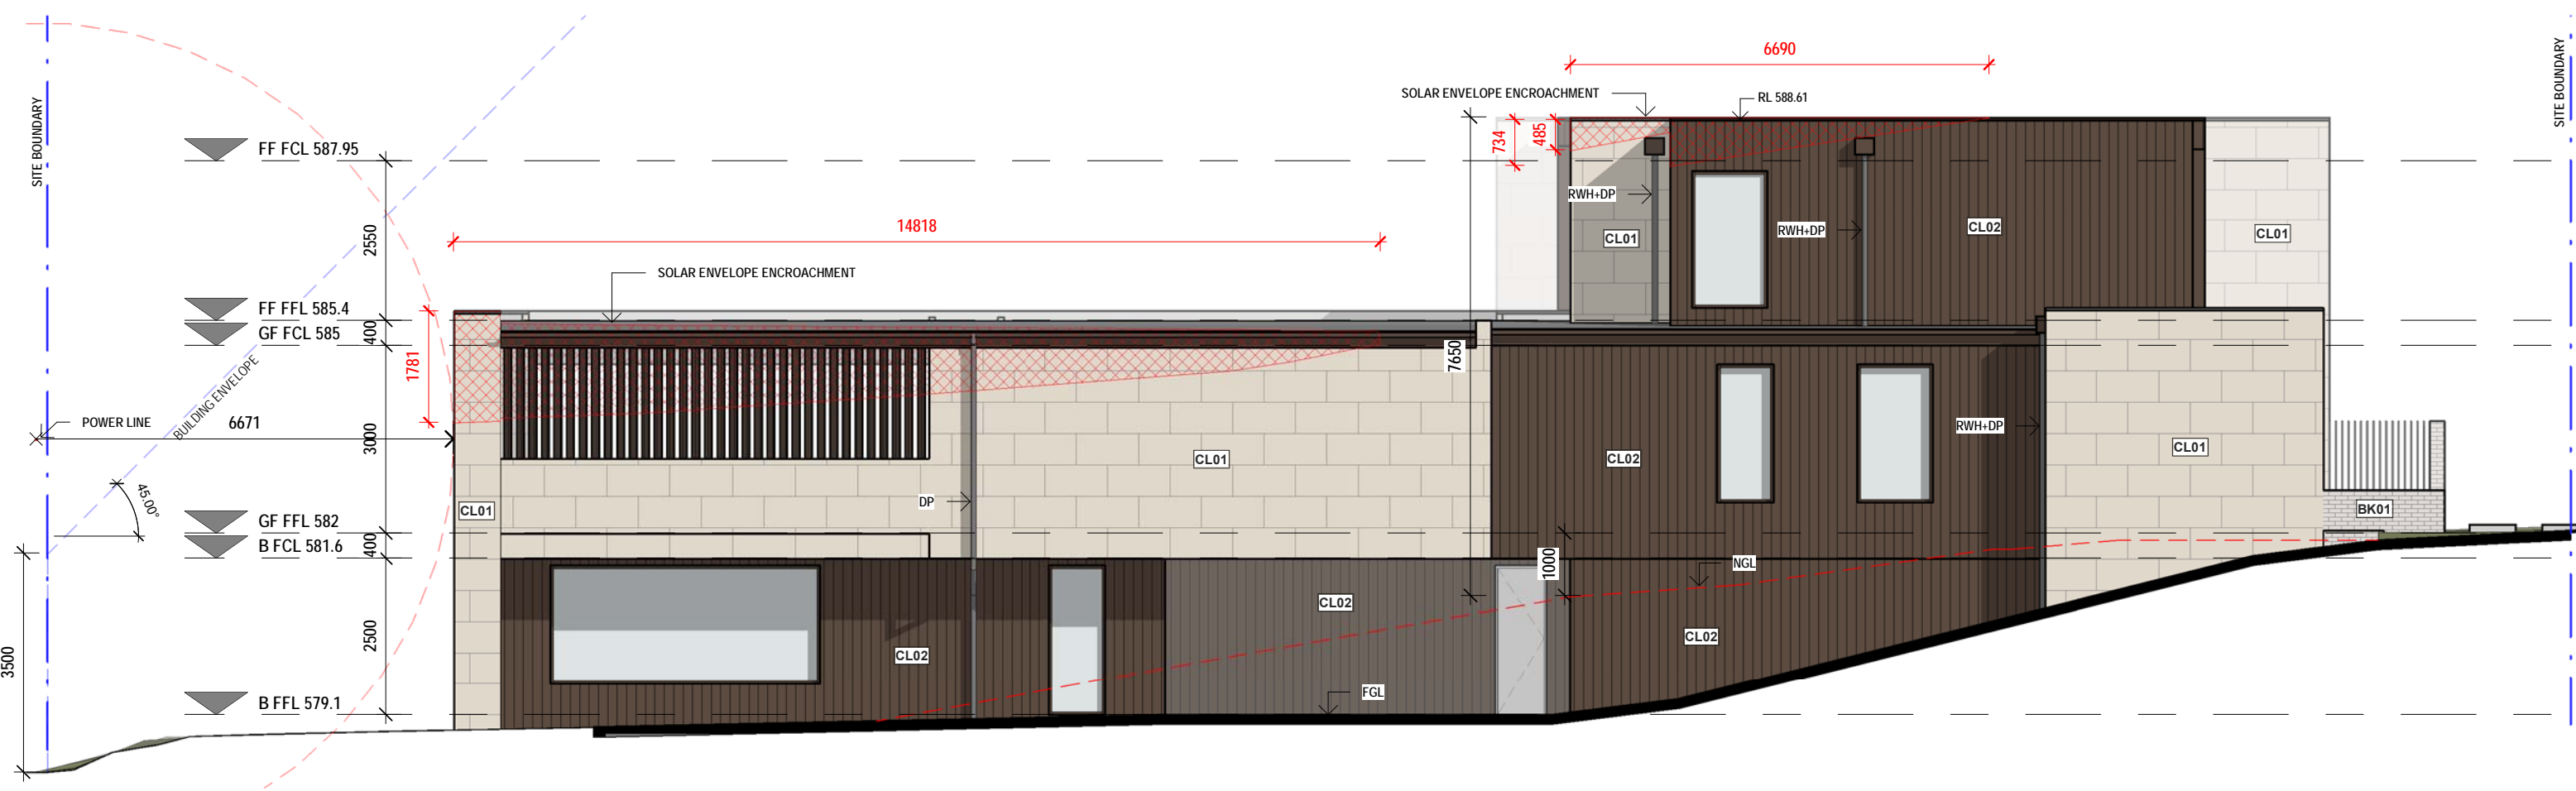 6690
SITE BOUNDARY
SITE BOUNDARY
SOLAR ENVELOPE ENCROACHMENT
RL 588.61
734
485
FF FCL 587.95
RWH+DP
RWH+DP
CL01
CL02
CL01
14818
2550
SOLAR ENVELOPE ENCROACHMENT
FF FFL 585.4
400
GF FCL 585
1781
7650
BUILDING ENVELOPE
POWER LINE
6671
3000
RWH+DP
CL01
CL02
CL01
45.00°
DP
CL01
BK01
GF FFL 582
B FCL 581.6
400
1000
NGL
CL02
3500
2500
CL02
CL02
FGL
B FFL 579.1